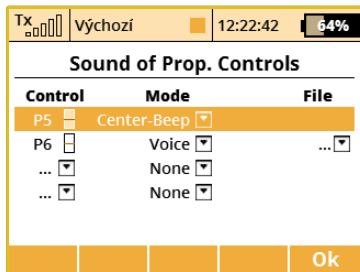 Tx Výchozí 12:22:42 64%
Sound of Prop. Controls
Control Mode File
P5 Center-Beep
P6 Voice ...
... None
... None
Ok